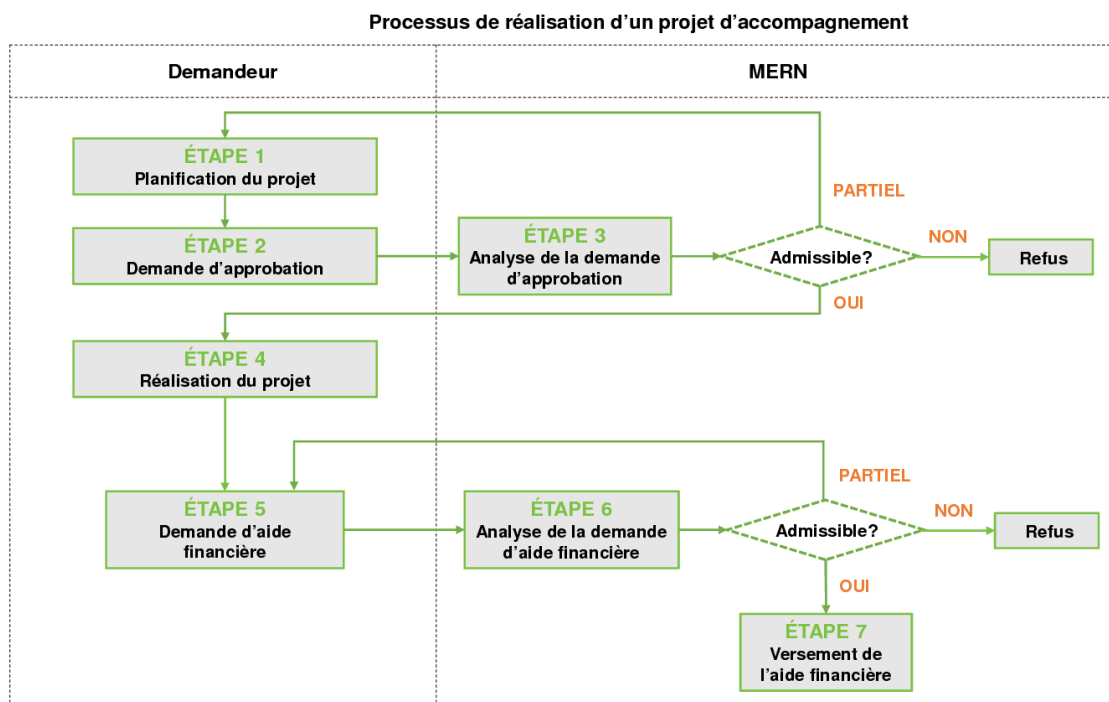 Processus de réalisation d’un projet d’accompagnement
Demandeur
MERN
ÉTAPE 1
Planification du projet
PARTIEL
ÉTAPE 2
Demande d’approbation
ÉTAPE 3
Analyse de la demande
d’approbation
Admissible?
NON
Refus
OUI
ÉTAPE 4
Réalisation du projet
PARTIEL
ÉTAPE 5
Demande d’aide
financière
ÉTAPE 6
Analyse de la demande
d’aide financière
Admissible?
NON
Refus
OUI
ÉTAPE 7
Versement de
l’aide financière